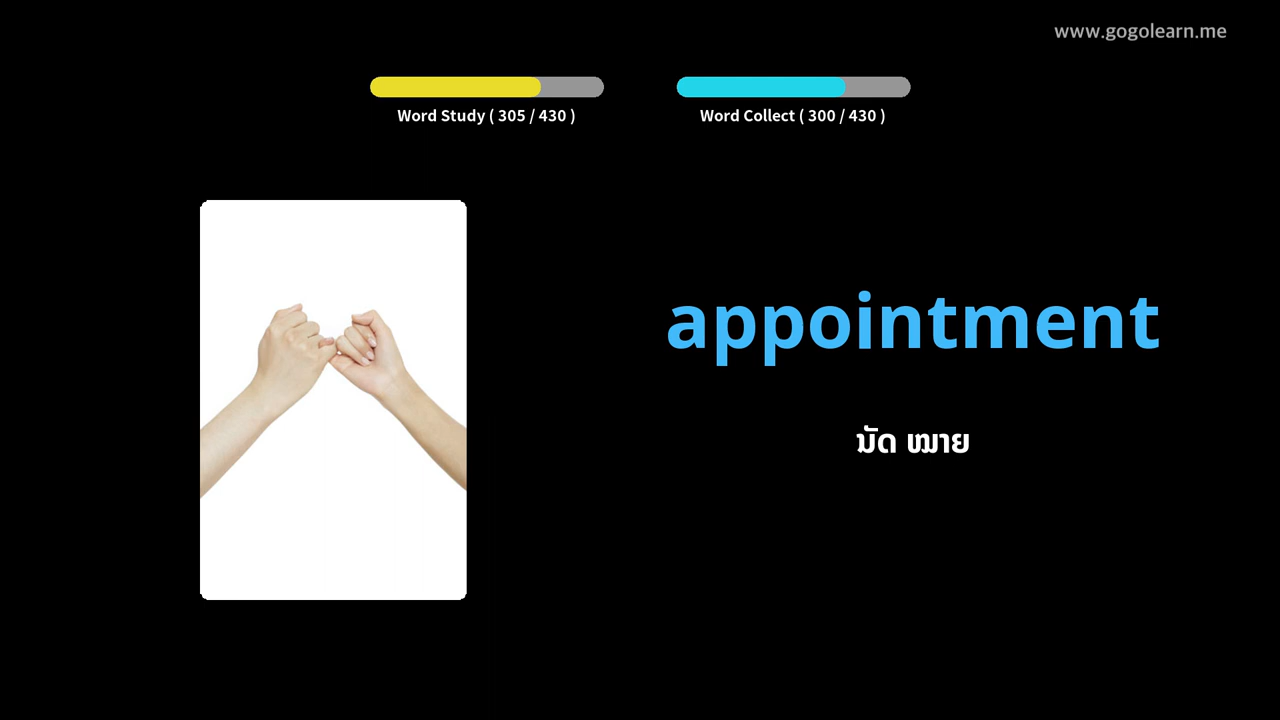 www.gogolearn.me
Word Study ( 305 / 430 )
Word Collect ( 300 / 430 )
appointment
ນັດ ໝາຍ